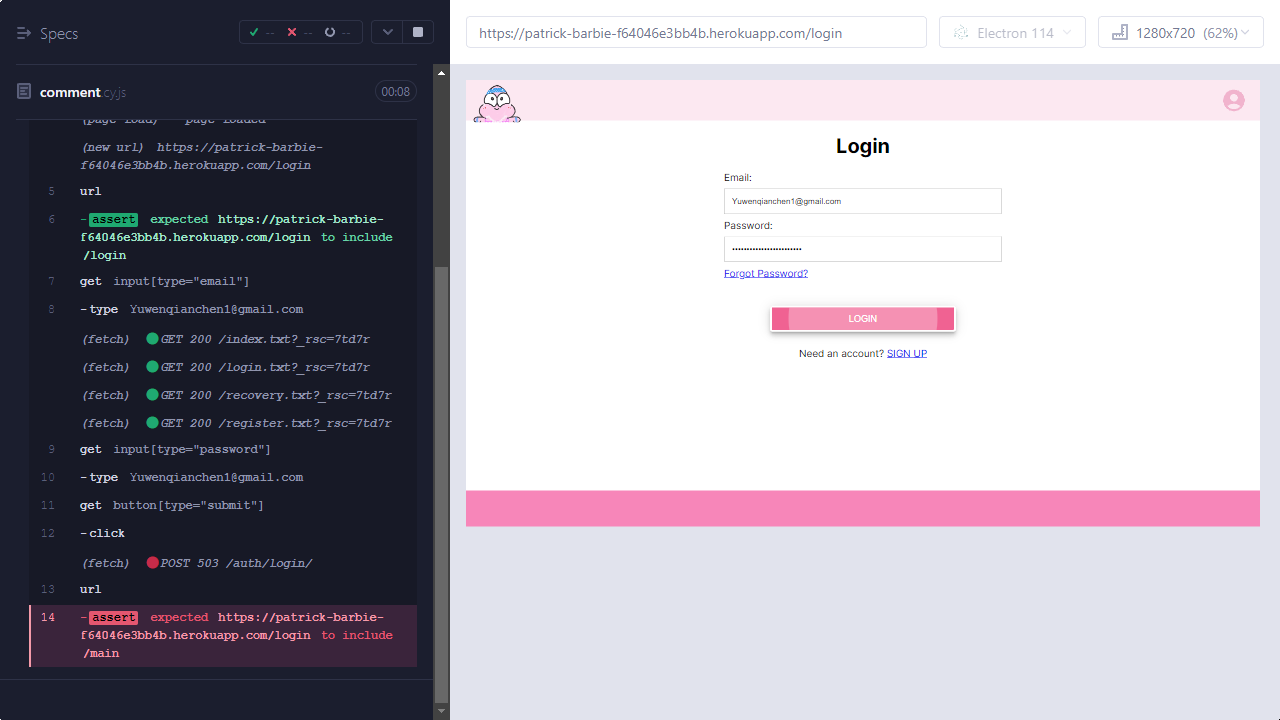 Specs
-- -- --
comment.cy.js
00:08
(page load) --page loaded--
(new url) https://patrick-barbie-
f64046e3bb4b.herokuapp.com/login
5 url
6 -assert expected https://patrick-barbie-
f64046e3bb4b.herokuapp.com/login to include
/login
7 get input[type="email"]
8 -type Yuwenqianchen1@gmail.com
(fetch) GET 200 /index.txt?_rsc=7td7r
(fetch) GET 200 /login.txt?_rsc=7td7r
(fetch) GET 200 /recovery.txt?_rsc=7td7r
(fetch) GET 200 /register.txt?_rsc=7td7r
9 get input[type="password"]
10 -type Yuwenqianchen1@gmail.com
11 get button[type="submit"]
12 -click
(fetch) POST 503 /auth/login/
13 url
14 -assert expected https://patrick-barbie-
f64046e3bb4b.herokuapp.com/login to include
/main
https://patrick-barbie-f64046e3bb4b.herokuapp.com/login
Electron 114
1280x720 (62%)
Login
Email:
Yuwenqianchen1@gmail.com
Password:
Forgot Password?
LOGIN
Need an account? SIGN UP